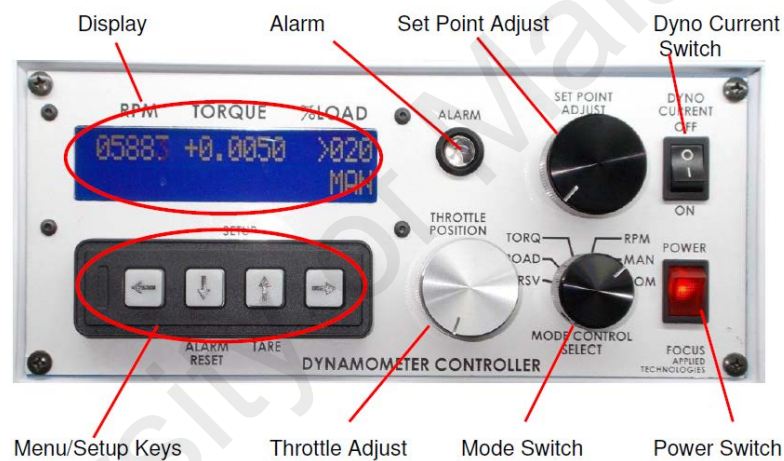 Display Alarm Set Point Adjust Dyno Current
Switch
RPM TORQUE %LOAD
05883 +0.0050 >020
MAN
ALARM
SET POINT
ADJUST
DYNO
CURRENT
OFF
ON
SETUP
ALARM
RESET
TARE
THROTTLE
POSITION
TORQ
RPM
MAN
MODE CONTROL
SELECT
POWER
DYNAMOMETER CONTROLLER
FOCUS
APPLIED
TECHNOLOGIES
Menu/Setup Keys Throttle Adjust Mode Switch Power Switch